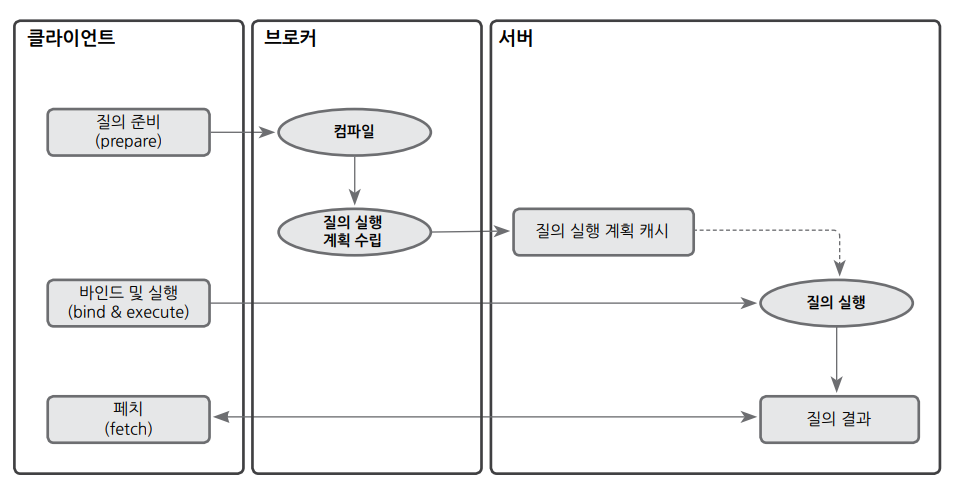 클라이언트
브로커
서버
질의 준비
(prepare)
컴파일
질의 실행
계획 수립
질의 실행 계획 캐시
바인드 및 실행
(bind & execute)
질의 실행
페치
(fetch)
질의 결과